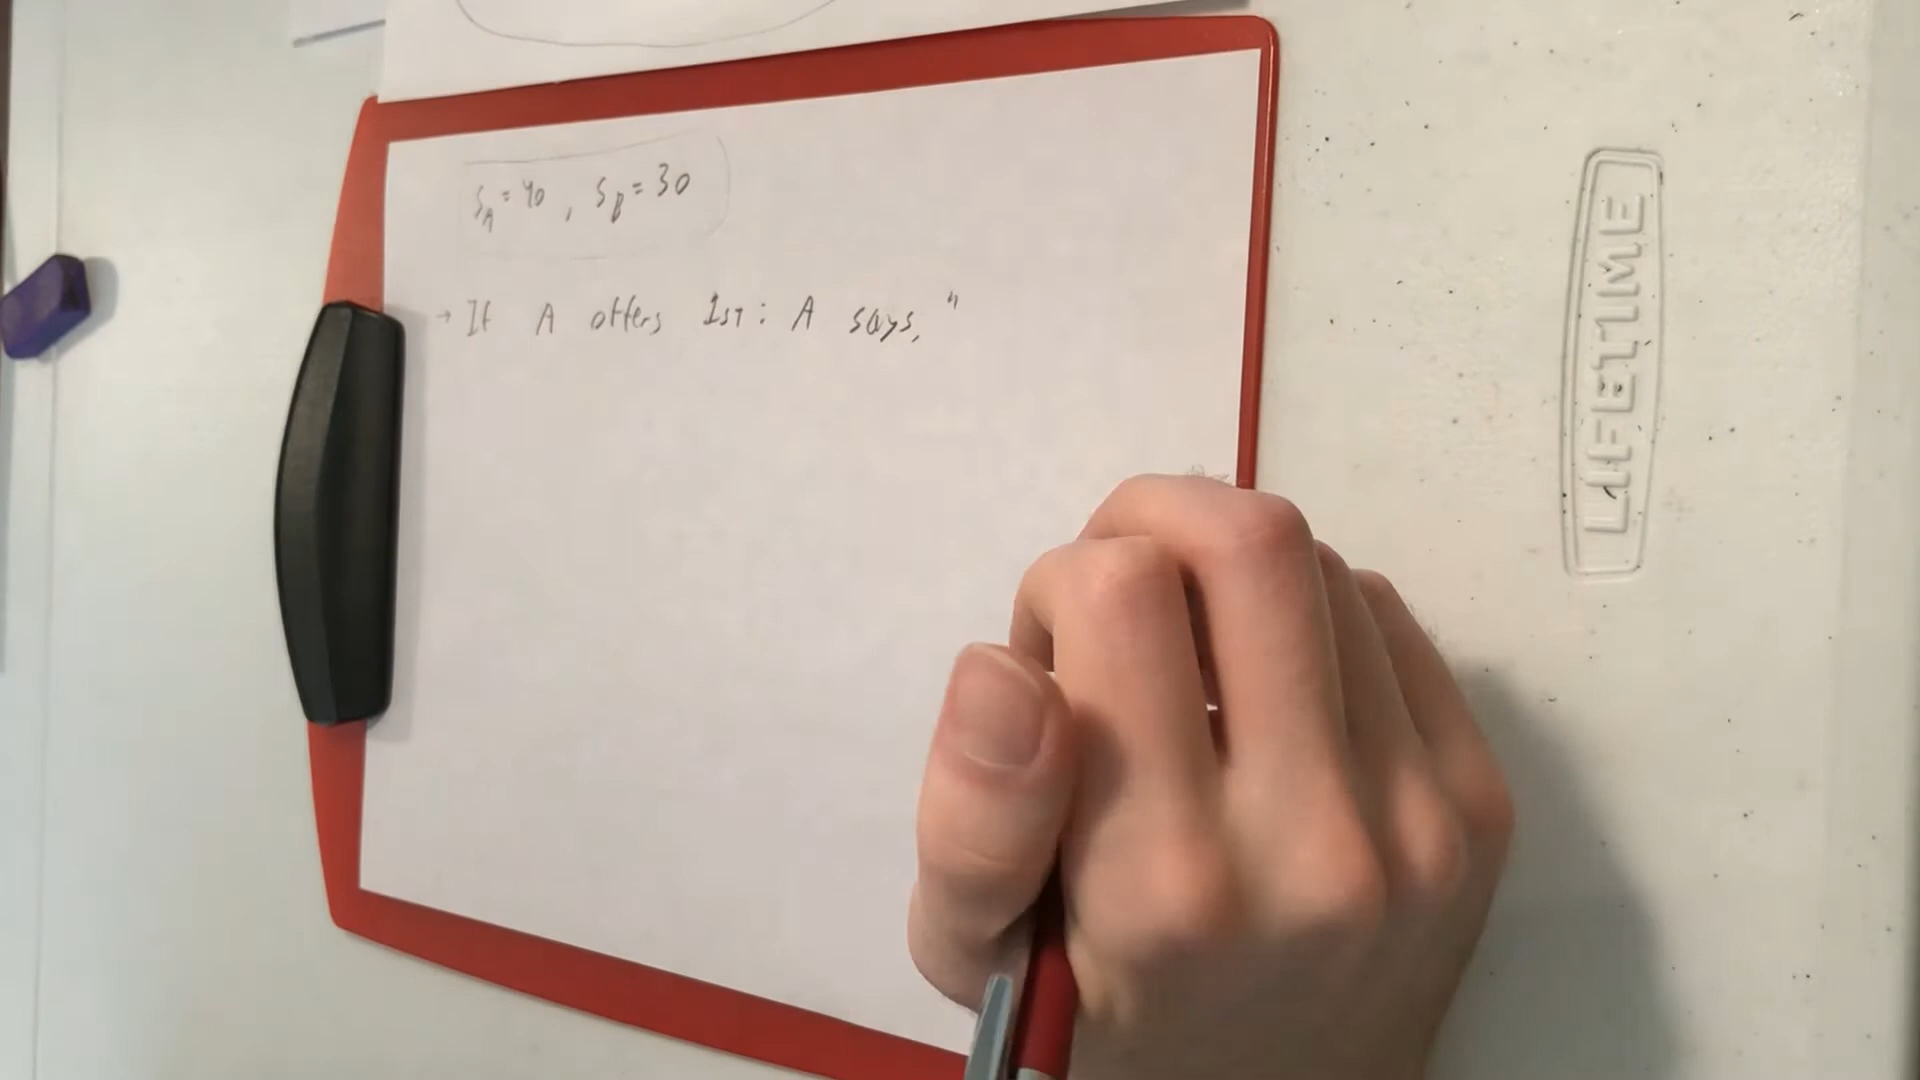 S_A = 40, S_B = 30
→ If A offers 1st: A says, "
LIFETIME